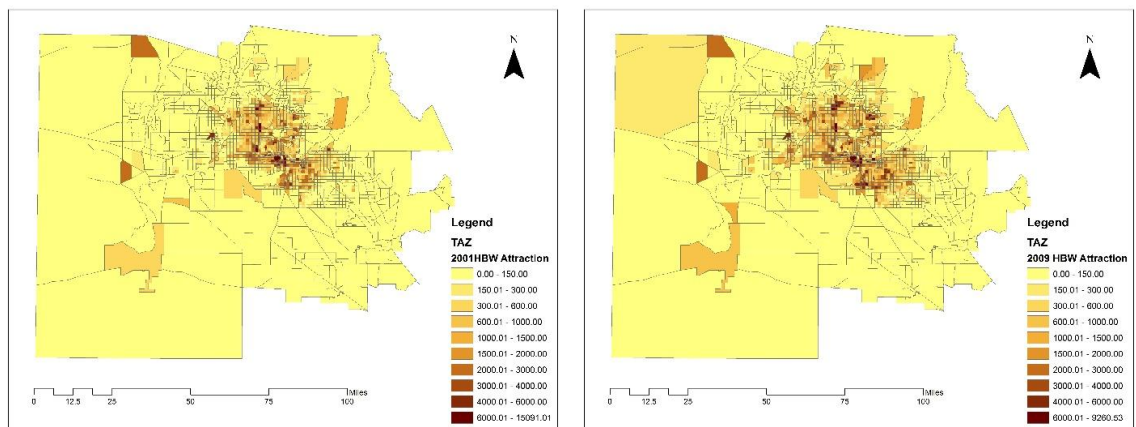 N
Legend
TAZ
2001HBW Attraction
0.00 - 150.00
150.01 - 300.00
300.01 - 600.00
600.01 - 1000.00
1000.01 - 1500.00
1500.01 - 2000.00
2000.01 - 3000.00
3000.01 - 4000.00
4000.01 - 6000.00
6000.01 - 15091.01
Miles
0 12.5 25 50 75 100
N
Legend
TAZ
2009 HBW Attraction
0.00 - 150.00
150.01 - 300.00
300.01 - 600.00
600.01 - 1000.00
1000.01 - 1500.00
1500.01 - 2000.00
2000.01 - 3000.00
3000.01 - 4000.00
4000.01 - 6000.00
6000.01 - 9260.53
Miles
0 12.5 25 50 75 100